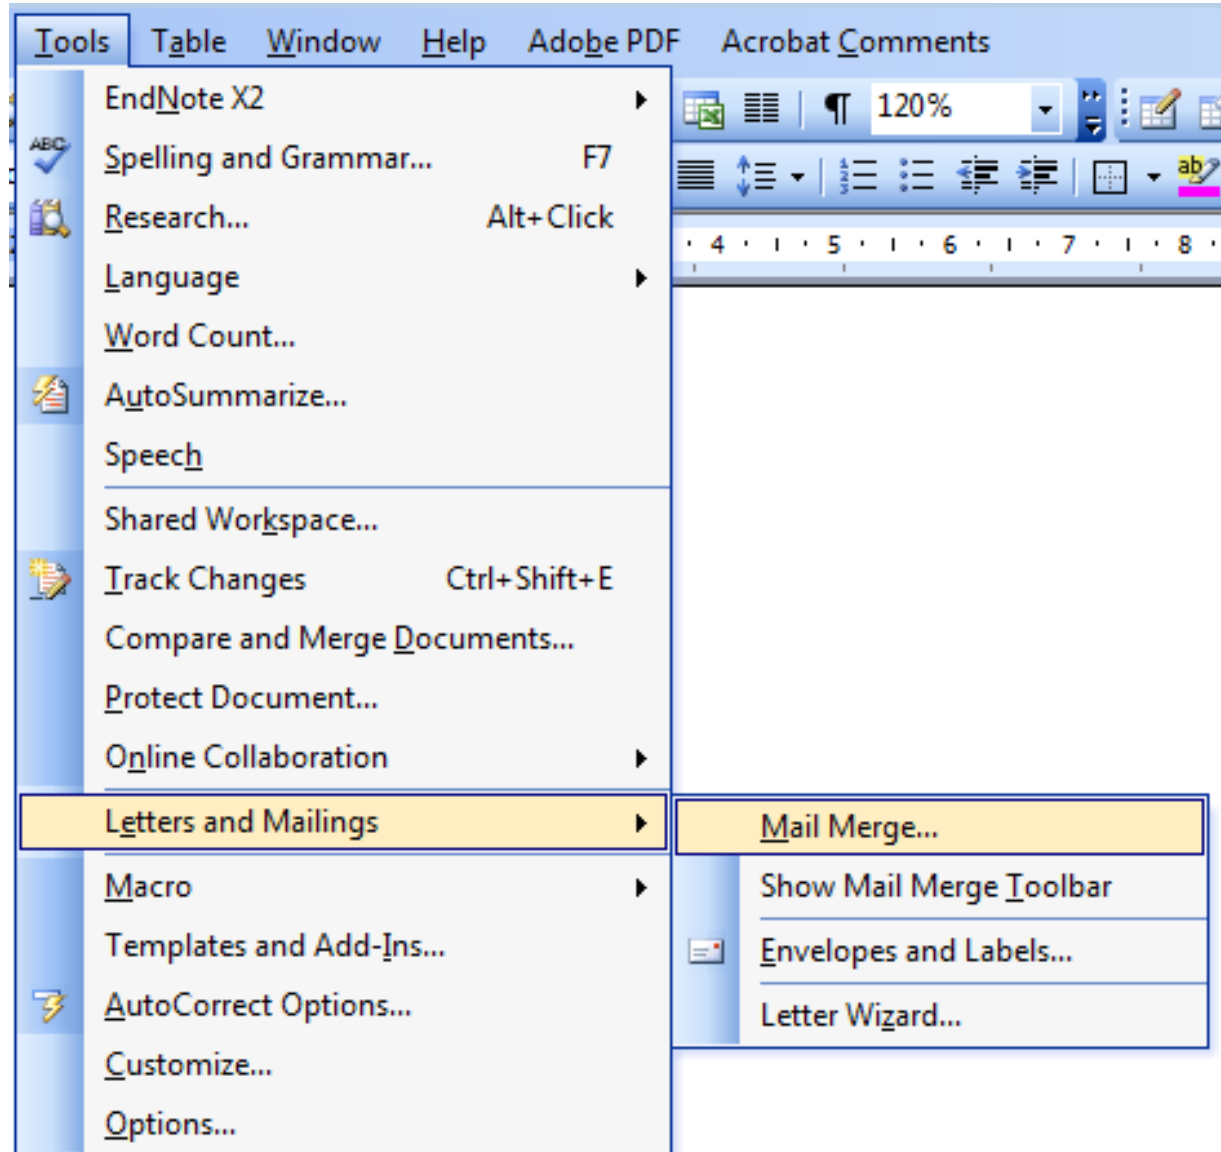 Tools Table Window Help Adobe PDF Acrobat Comments
EndNote X2
120%
ABC
Spelling and Grammar... F7
ab
Research... Alt+Click
4 5 6 7 8
Language
Word Count...
AutoSummarize...
Speech
Shared Workspace...
Track Changes Ctrl+Shift+E
Compare and Merge Documents...
Protect Document...
Online Collaboration
Letters and Mailings
Mail Merge...
Macro
Show Mail Merge Toolbar
Templates and Add-Ins...
Envelopes and Labels...
AutoCorrect Options...
Letter Wizard...
Customize...
Options...